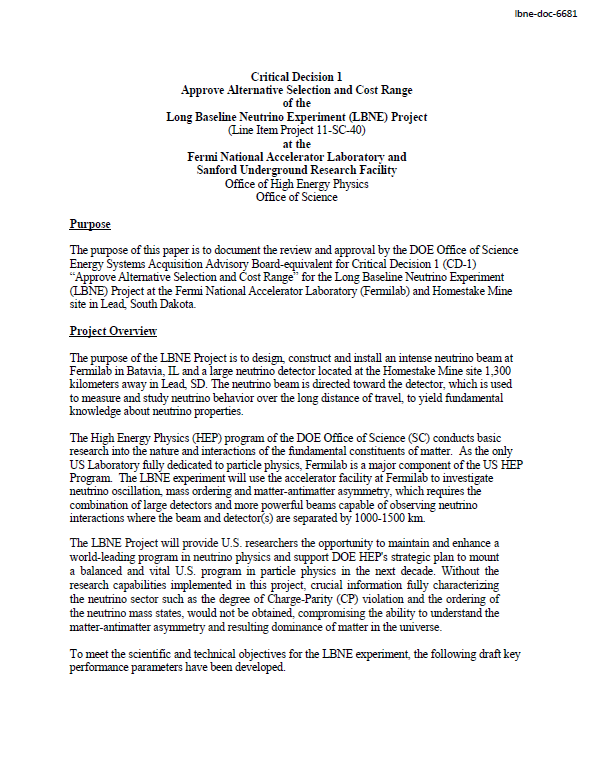 lbne-doc-6681
Critical Decision 1
Approve Alternative Selection and Cost Range
of the
Long Baseline Neutrino Experiment (LBNE) Project
(Line Item Project 11-SC-40)
at the
Fermi National Accelerator Laboratory and
Sanford Underground Research Facility
Office of High Energy Physics
Office of Science
Purpose
The purpose of this paper is to document the review and approval by the DOE Office of Science
Energy Systems Acquisition Advisory Board-equivalent for Critical Decision 1 (CD-1)
“Approve Alternative Selection and Cost Range” for the Long Baseline Neutrino Experiment
(LBNE) Project at the Fermi National Accelerator Laboratory (Fermilab) and Homestake Mine
site in Lead, South Dakota.
Project Overview
The purpose of the LBNE Project is to design, construct and install an intense neutrino beam at
Fermilab in Batavia, IL and a large neutrino detector located at the Homestake Mine site 1,300
kilometers away in Lead, SD. The neutrino beam is directed toward the detector, which is used
to measure and study neutrino behavior over the long distance of travel, to yield fundamental
knowledge about neutrino properties.
The High Energy Physics (HEP) program of the DOE Office of Science (SC) conducts basic
research into the nature and interactions of the fundamental constituents of matter. As the only
US Laboratory fully dedicated to particle physics, Fermilab is a major component of the US HEP
Program. The LBNE experiment will use the accelerator facility at Fermilab to investigate
neutrino oscillation, mass ordering and matter-antimatter asymmetry, which requires the
combination of large detectors and more powerful beams capable of observing neutrino
interactions where the beam and detector(s) are separated by 1000-1500 km.
The LBNE Project will provide U.S. researchers the opportunity to maintain and enhance a
world-leading program in neutrino physics and support DOE HEP's strategic plan to mount
a balanced and vital U.S. program in particle physics in the next decade. Without the
research capabilities implemented in this project, crucial information fully characterizing
the neutrino sector such as the degree of Charge-Parity (CP) violation and the ordering of
the neutrino mass states, would not be obtained, compromising the ability to understand the
matter-antimatter asymmetry and resulting dominance of matter in the universe.
To meet the scientific and technical objectives for the LBNE experiment, the following draft key
performance parameters have been developed.